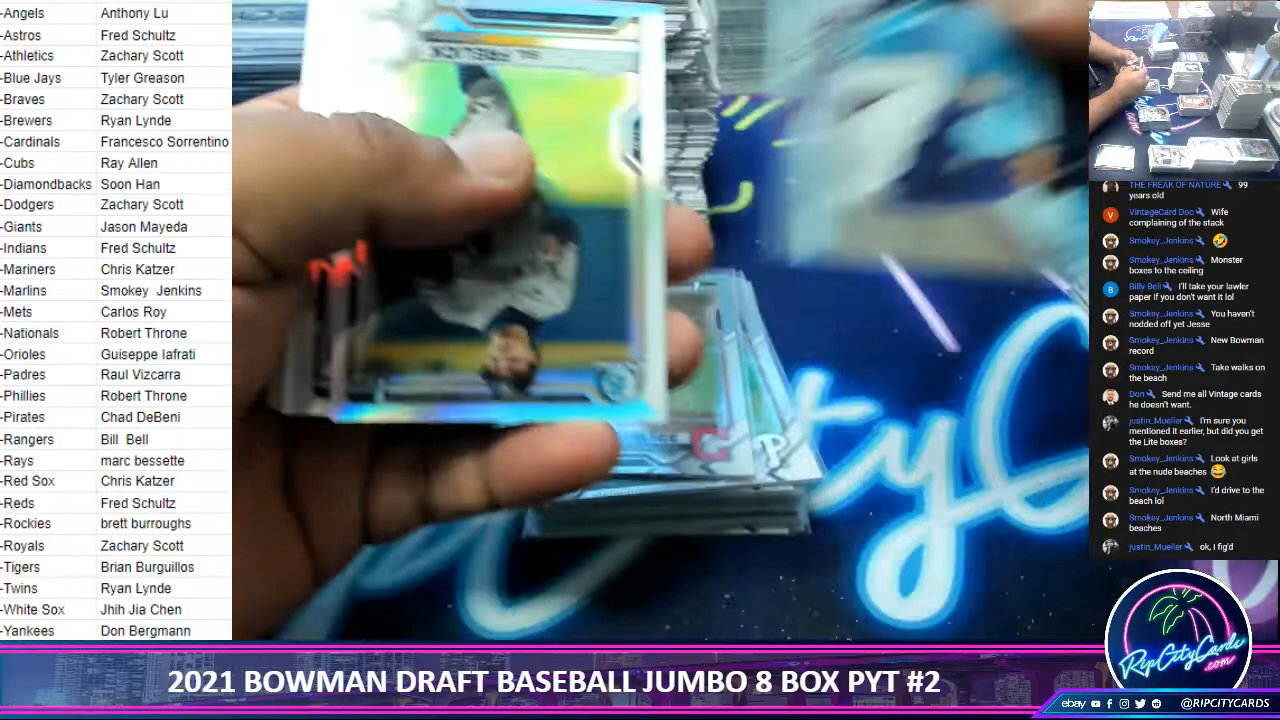 -Angels Anthony Lu
-Astros Fred Schultz
-Athletics Zachary Scott
-Blue Jays Tyler Greason
-Braves Zachary Scott
-Brewers Ryan Lynde
-Cardinals Francesco Sorrentino
-Cubs Ray Allen
-Diamondbacks Soon Han
-Dodgers Zachary Scott
-Giants Jason Mayeda
-Indians Fred Schultz
-Mariners Chris Katzer
-Marlins Smokey Jenkins
-Mets Carlos Roy
-Nationals Robert Throne
-Orioles Guiseppe Iafrati
-Padres Raul Vizcarra
-Phillies Robert Throne
-Pirates Chad DeBeni
-Rangers Bill Bell
-Rays marc bessette
-Red Sox Chris Katzer
-Reds Fred Schultz
-Rockies brett burroughs
-Royals Zachary Scott
-Tigers Brian Burguillos
-Twins Ryan Lynde
-White Sox Jhih Jia Chen
-Yankees Don Bergmann
THE FREAK OF NATURE 99
years old
V VintageCard Doc Wife
complaining of the stack
Smokey_Jenkins 🤣
Smokey_Jenkins Monster
boxes to the ceiling
B Billy Bell I'll take your lawler
paper if you don't want it lol
Smokey_Jenkins You haven't
nodded off yet Jesse
Smokey_Jenkins New Bowman
record
Smokey_Jenkins Take walks on
the beach
Don Send me all Vintage cards
he doesn't want.
justin_Mueller I'm sure you
mentioned it earlier, but did you get
the Lite boxes?
Smokey_Jenkins Look at girls
at the nude beaches 😂
Smokey_Jenkins I'd drive to the
beach lol
Smokey_Jenkins North Miami
beaches
justin_Mueller ok, I fig'd
C
P
ty C
RipCityCards
.com
2021 BOWMAN DRAFT BASEBALL JUMBO 8 BOX PYT #2
ebay @RIPCITYCARDS